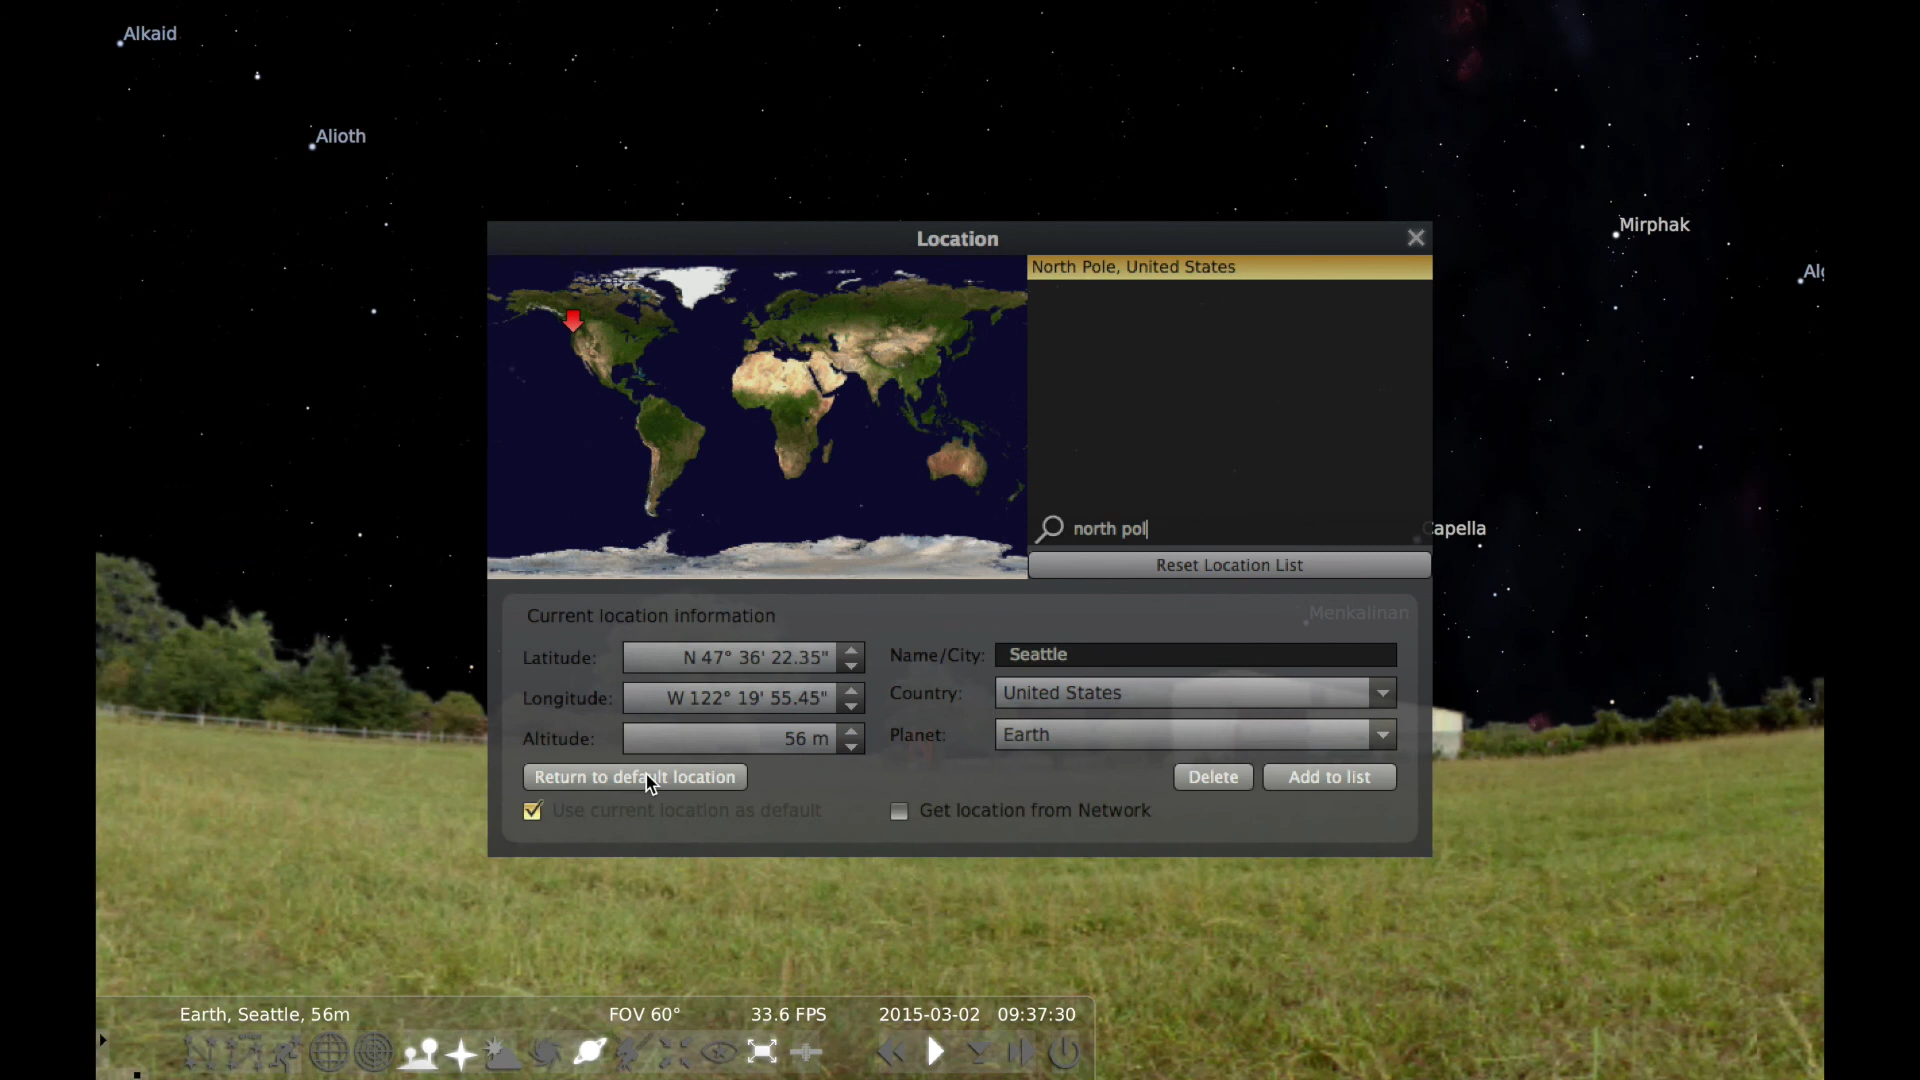 Alkaid
Alioth
Mirphak
Location
North Pole, United States
north pol
Capella
Reset Location List
Current location information
Menkalinan
Latitude: N 47° 36' 22.35"
Name/City: Seattle
Longitude: W 122° 19' 55.45"
Country: United States
Altitude: 56 m
Planet: Earth
Return to default location
Delete
Add to list
Use current location as default
Get location from Network
Earth, Seattle, 56m
FOV 60°
33.6 FPS
2015-03-02 09:37:30